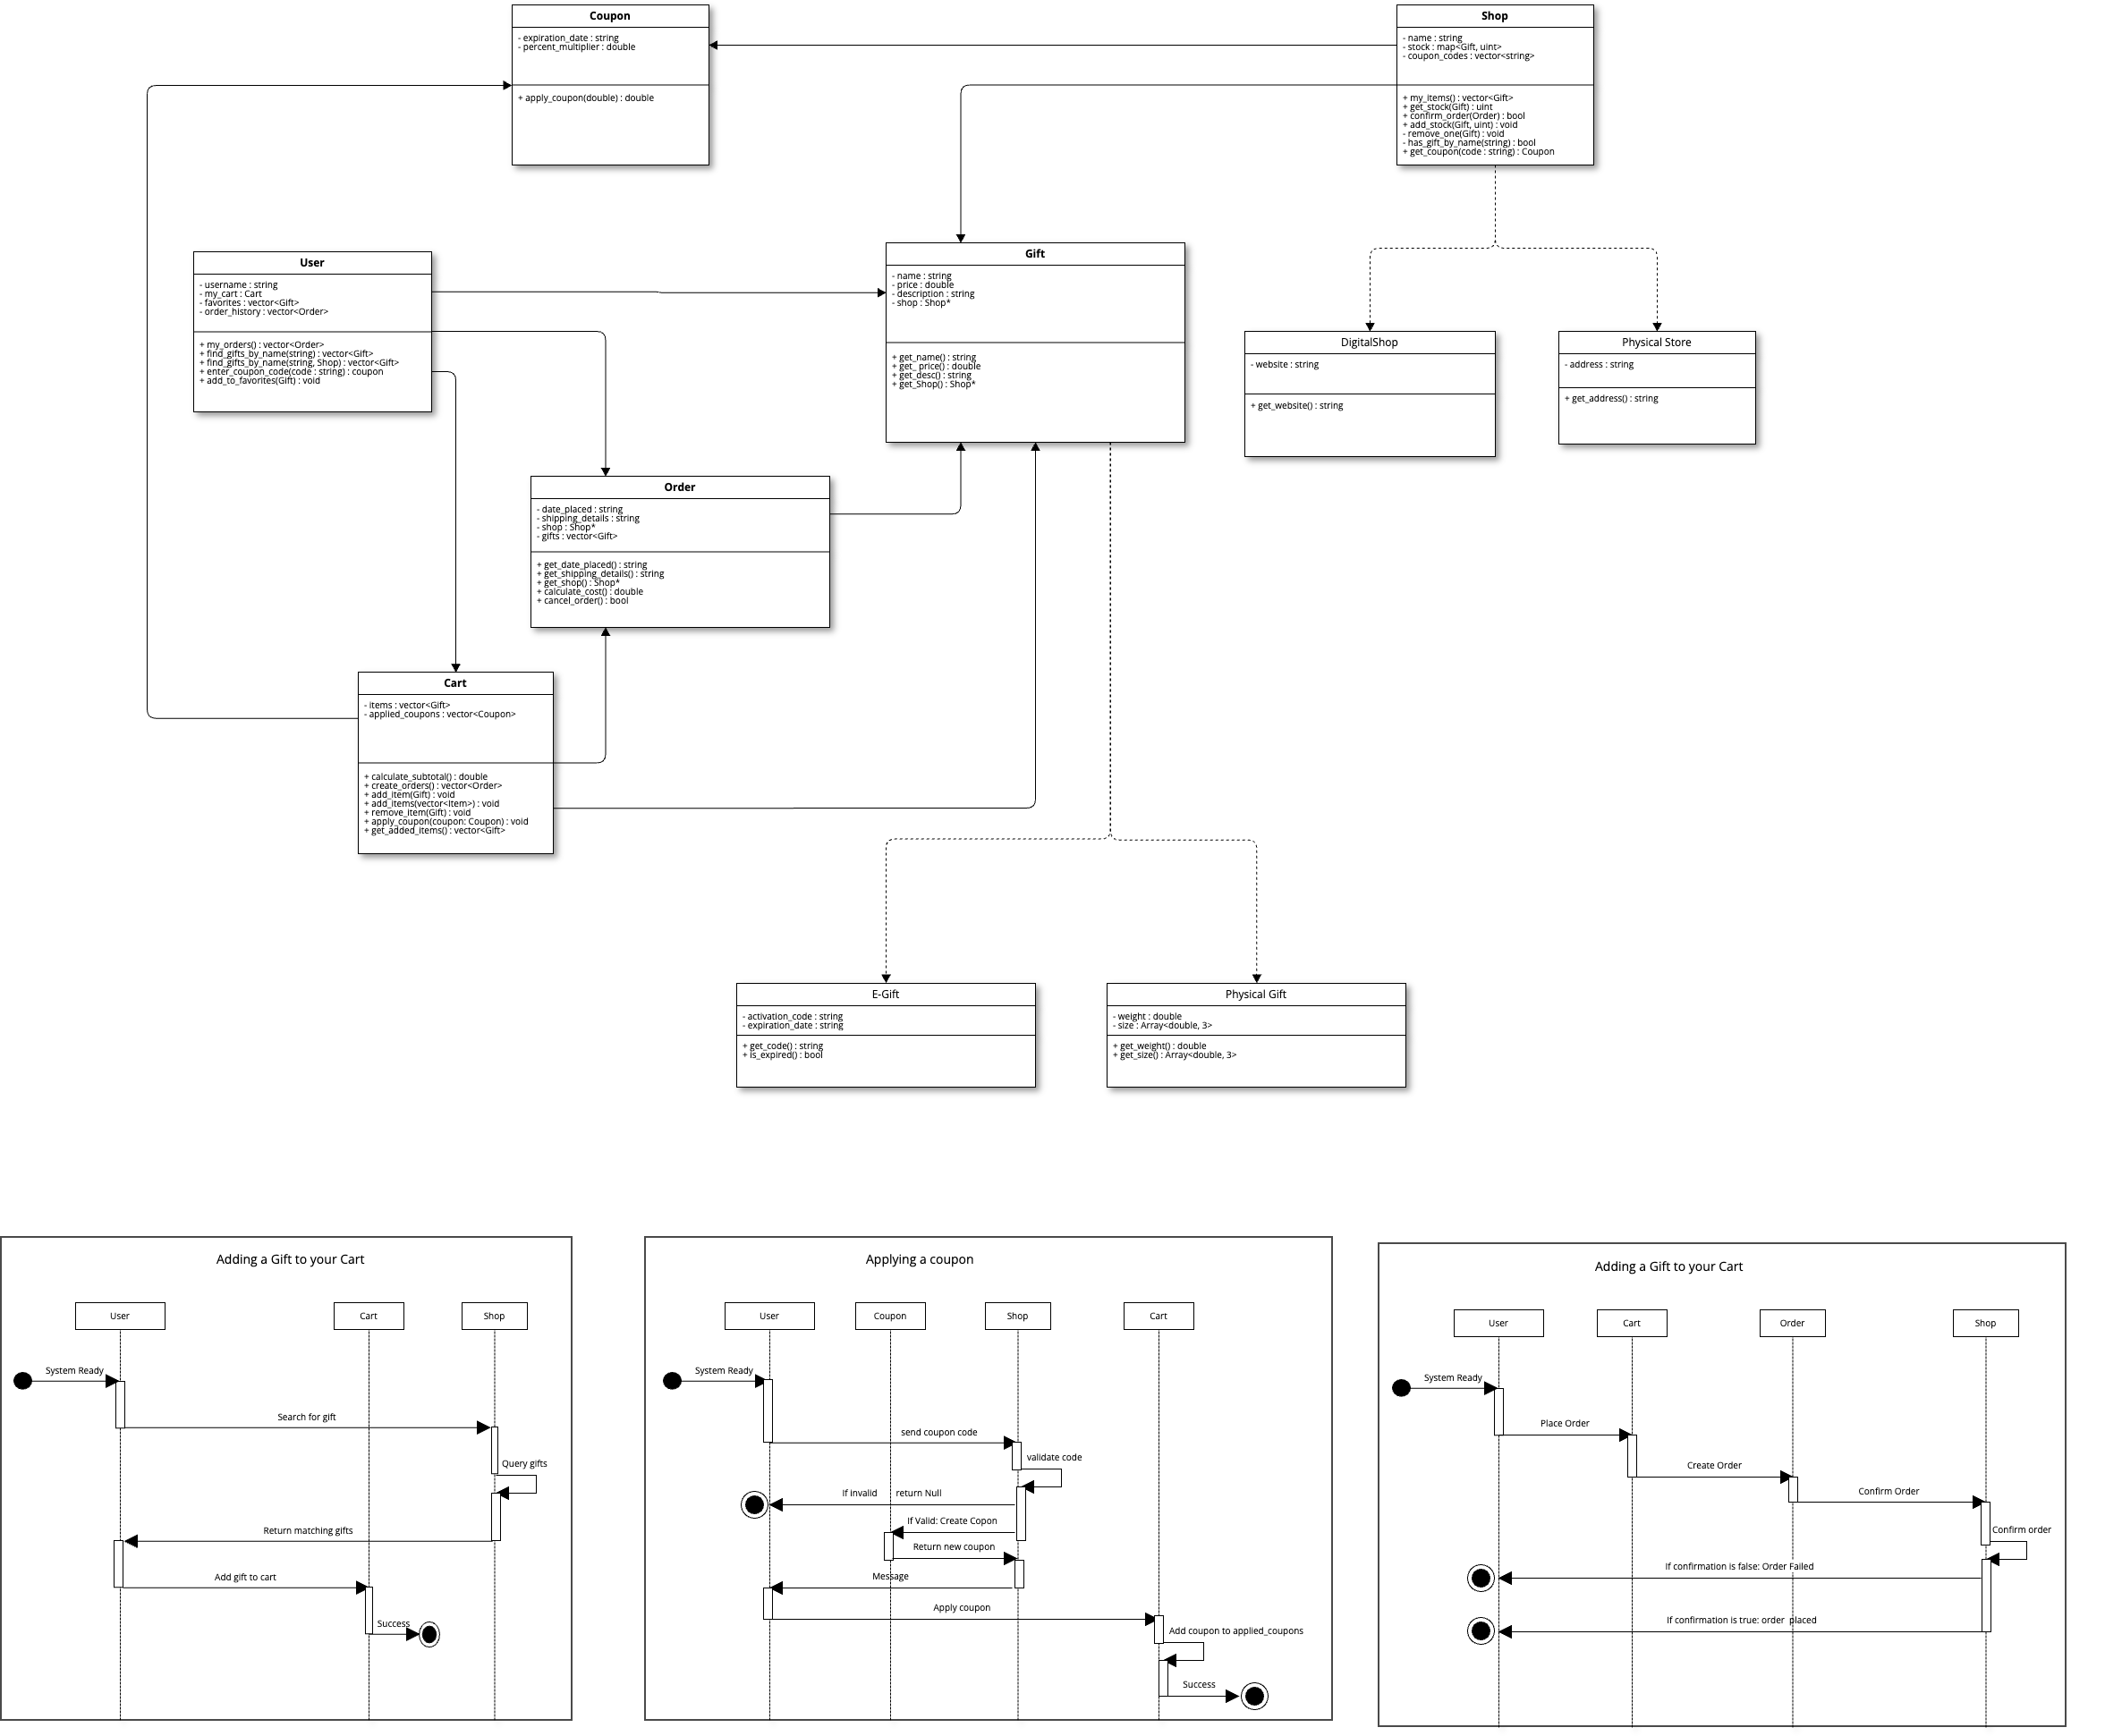 Coupon
- expiration_date : string
- percent_multiplier : double
+ apply_coupon(double) : double
Shop
- name : string
- stock : map<Gift, uint>
- coupon_codes : vector<string>
+ my_items() : vector<Gift>
+ get_stock(Gift) : uint
+ confirm_order(Order) : bool
+ add_stock(Gift, uint) : void
- remove_one(Gift) : void
- has_gift_by_name(string) : bool
+ get_coupon(code : string) : Coupon
User
- username : string
- my_cart : Cart
- favorites : vector<Gift>
- order_history : vector<Order>
+ my_orders() : vector<Order>
+ find_gifts_by_name(string) : vector<Gift>
+ find_gifts_by_name(string, Shop) : vector<Gift>
+ enter_coupon_code(code : string) : coupon
+ add_to_favorites(Gift) : void
Gift
- name : string
- price : double
- description : string
- shop : Shop*
+ get_name() : string
+ get_ price() : double
+ get_desc() : string
+ get_Shop() : Shop*
DigitalShop
- website : string
+ get_website() : string
Physical Store
- address : string
+ get_address() : string
Order
- date_placed : string
- shipping_details : string
- shop : Shop*
- gifts : vector<Gift>
+ get_date_placed() : string
+ get_shipping_details() : string
+ get_shop() : Shop*
+ calculate_cost() : double
+ cancel_order() : bool
Cart
- items : vector<Gift>
- applied_coupons : vector<Coupon>
+ calculate_subtotal() : double
+ create_orders() : vector<Order>
+ add_item(Gift) : void
+ add_items(vector<Item>) : void
+ remove_item(Gift) : void
+ apply_coupon(coupon: Coupon) : void
+ get_added_items() : vector<Gift>
E-Gift
- activation_code : string
- expiration_date : string
+ get_code() : string
+ is_expired() : bool
Physical Gift
- weight : double
- size : Array<double, 3>
+ get_weight() : double
+ get_size() : Array<double, 3>
Adding a Gift to your Cart
User
Cart
Shop
System Ready
Search for gift
Query gifts
Return matching gifts
Add gift to cart
Success
Applying a coupon
User
Coupon
Shop
Cart
System Ready
send coupon code
validate code
If invalid return Null
If Valid: Create Copon
Return new coupon
Message
Apply coupon
Add coupon to applied_coupons
Success
Adding a Gift to your Cart
User
Cart
Order
Shop
System Ready
Place Order
Create Order
Confirm Order
Confirm order
If confirmation is false: Order Failed
If confirmation is true: order placed